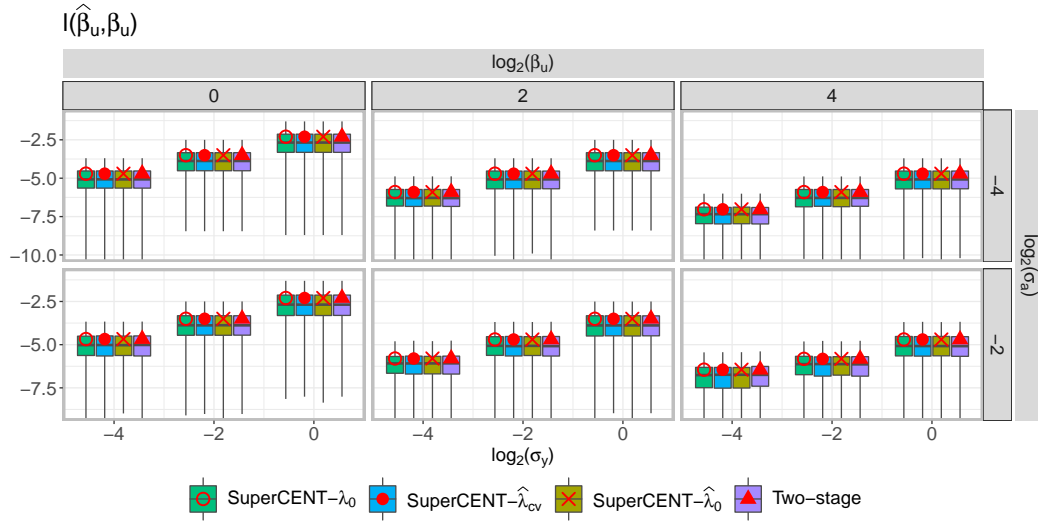 l(β̂ᵤ,βᵤ)
log₂(βᵤ)
0 2 4
−2.5
−5.0
−7.5
−10.0
−4
−2.5
−5.0
−7.5
−2
log₂(σₐ)
−4 −2 0 −4 −2 0 −4 −2 0
log₂(σᵧ)
SuperCENT−λ₀ SuperCENT−λ̂cv SuperCENT−λ̂₀ Two−stage